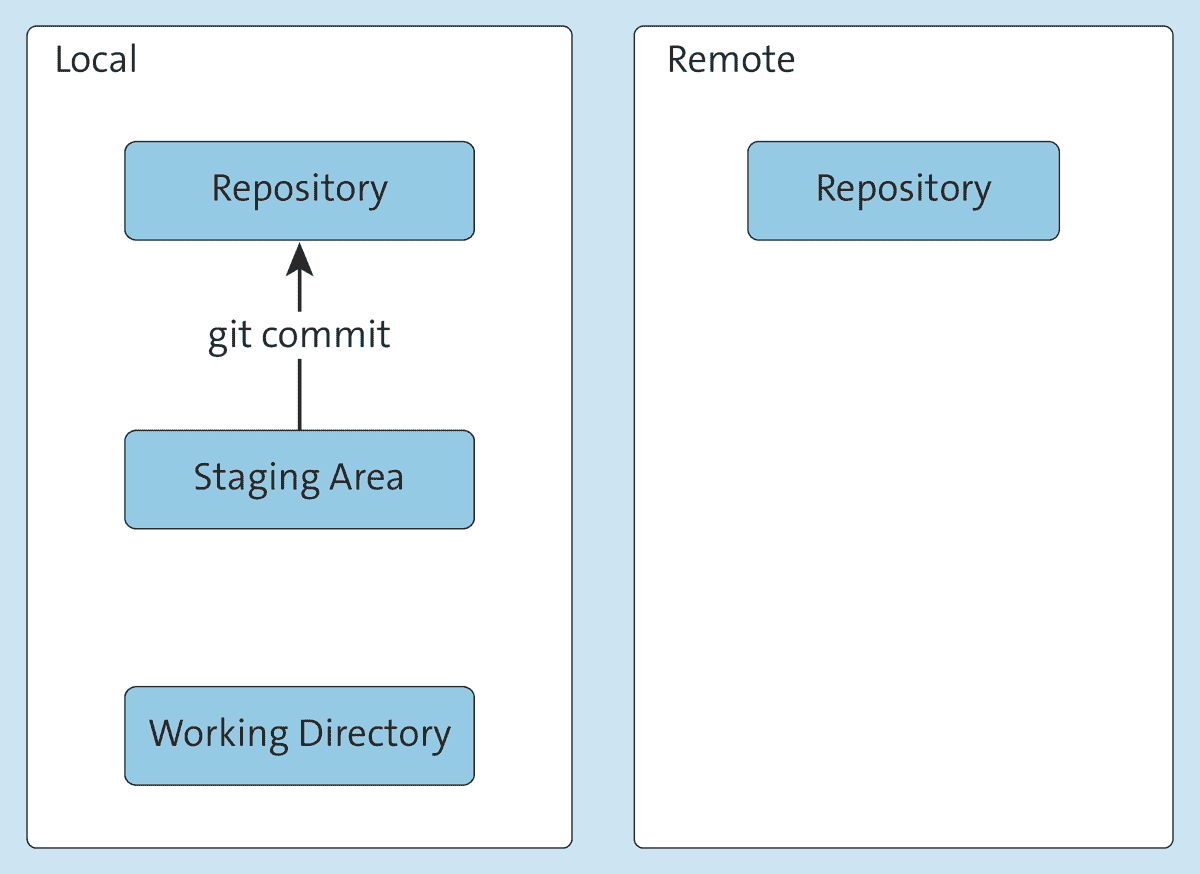 Local
Repository
git commit
Staging Area
Working Directory
Remote
Repository